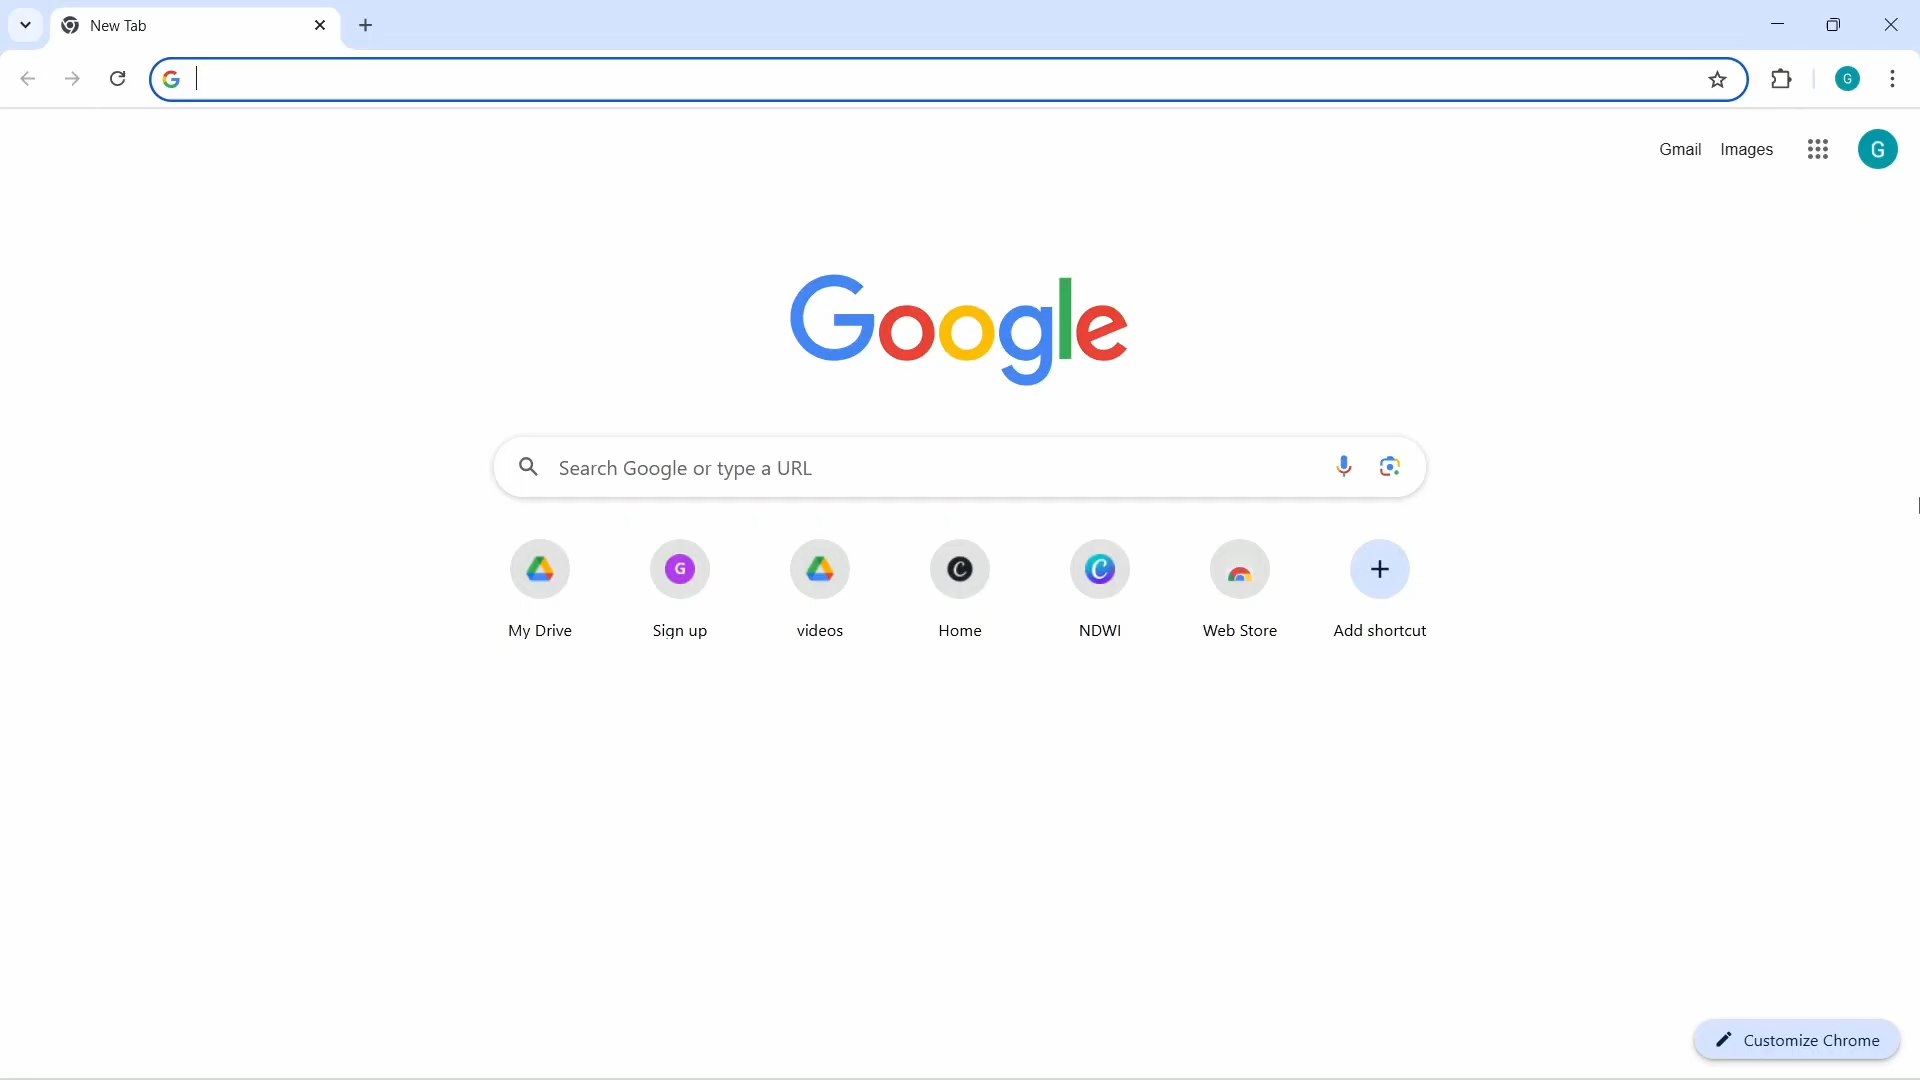 New Tab
G
Gmail Images G
Google
Search Google or type a URL
G C C
My Drive Sign up videos Home NDWI Web Store Add shortcut
Customize Chrome